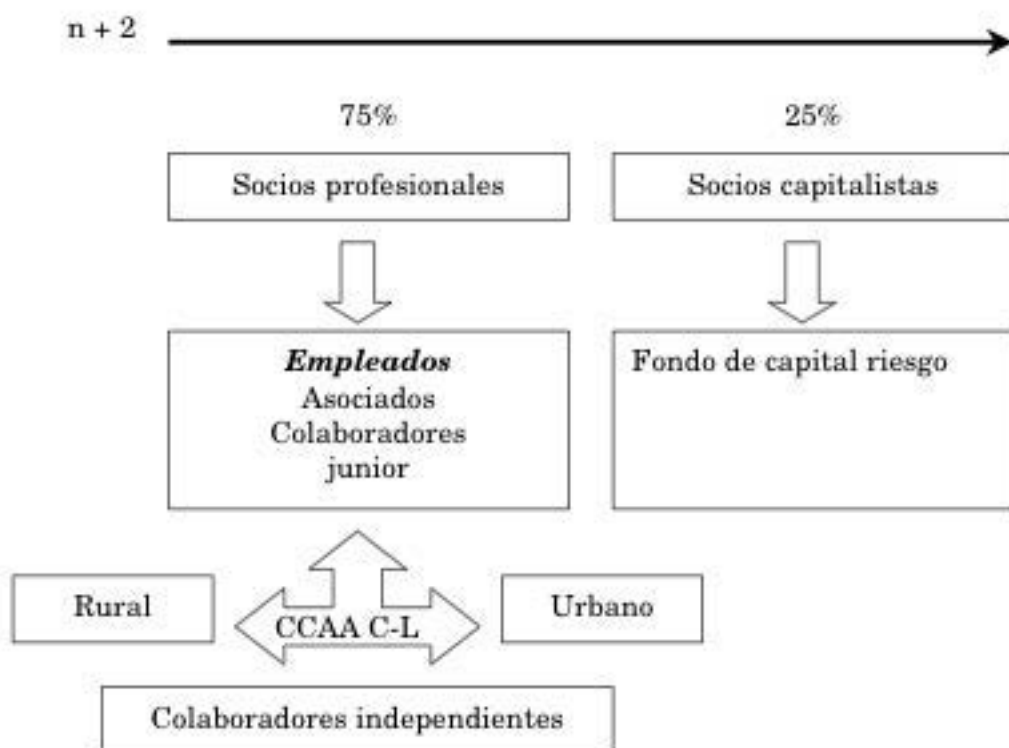 n + 2
75%
25%
Socios profesionales
Socios capitalistas
Empleados
Asociados
Colaboradores
junior
Fondo de capital riesgo
Rural
CCAA C-L
Urbano
Colaboradores independientes